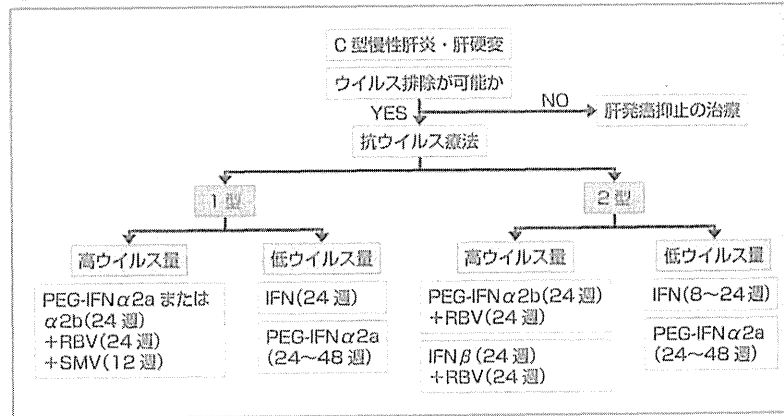 C型慢性肝炎・肝硬変
ウイルス排除が可能か
YES
NO
肝発癌抑止の治療
抗ウイルス療法
1型
2型
高ウイルス量
低ウイルス量
高ウイルス量
低ウイルス量
PEG-IFNα2aまたは
α2b(24週)
+RBV(24週)
+SMV(12週)
IFN(24週)
PEG-IFNα2a
(24～48週)
PEG-IFNα2b(24週)
+RBV(24週)
IFNβ(24週)
+RBV(24週)
IFN(8～24週)
PEG-IFNα2a
(24～48週)